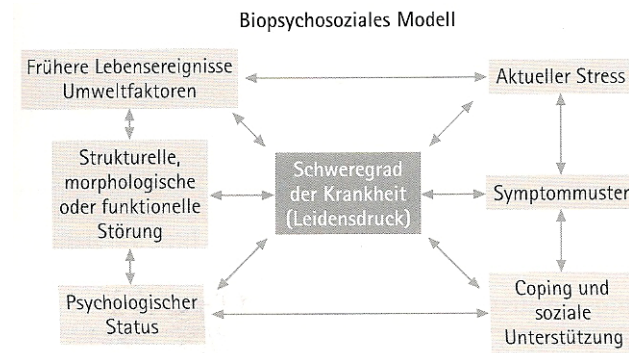 Biopsychosoziales Modell
Frühere Lebensereignisse
Umweltfaktoren
Aktueller Stress
Strukturelle,
morphologische
oder funktionelle
Störung
Schweregrad
der Krankheit
(Leidensdruck)
Symptommuster
Psychologischer
Status
Coping und
soziale
Unterstützung